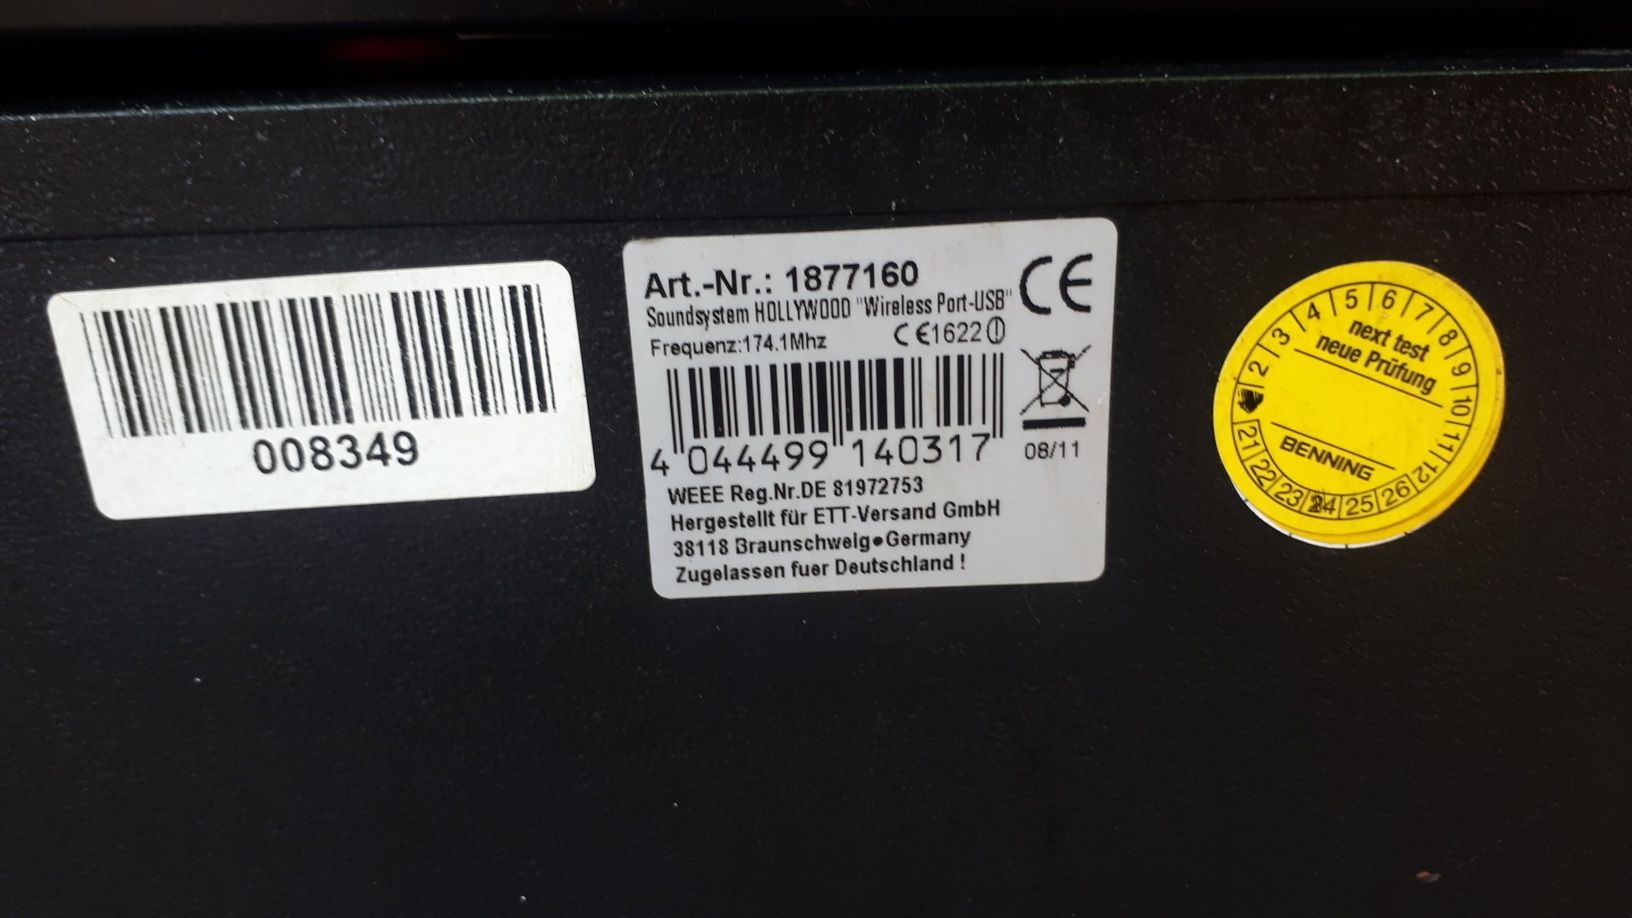 008349
Art.-Nr.: 1877160
Soundsystem HOLLYWOOD "Wireless Port-USB"
Frequenz:174.1Mhz
CE1622
CE
4 044499 140317
08/11
WEEE Reg.Nr.DE 81972753
Hergestellt für ETT-Versand GmbH
38118 Braunschweig•Germany
Zugelassen fuer Deutschland !
2 3 4 5 6 7 8 9 10 11 12
next test
neue Prüfung
BENNING
21 22 23 24 25 26